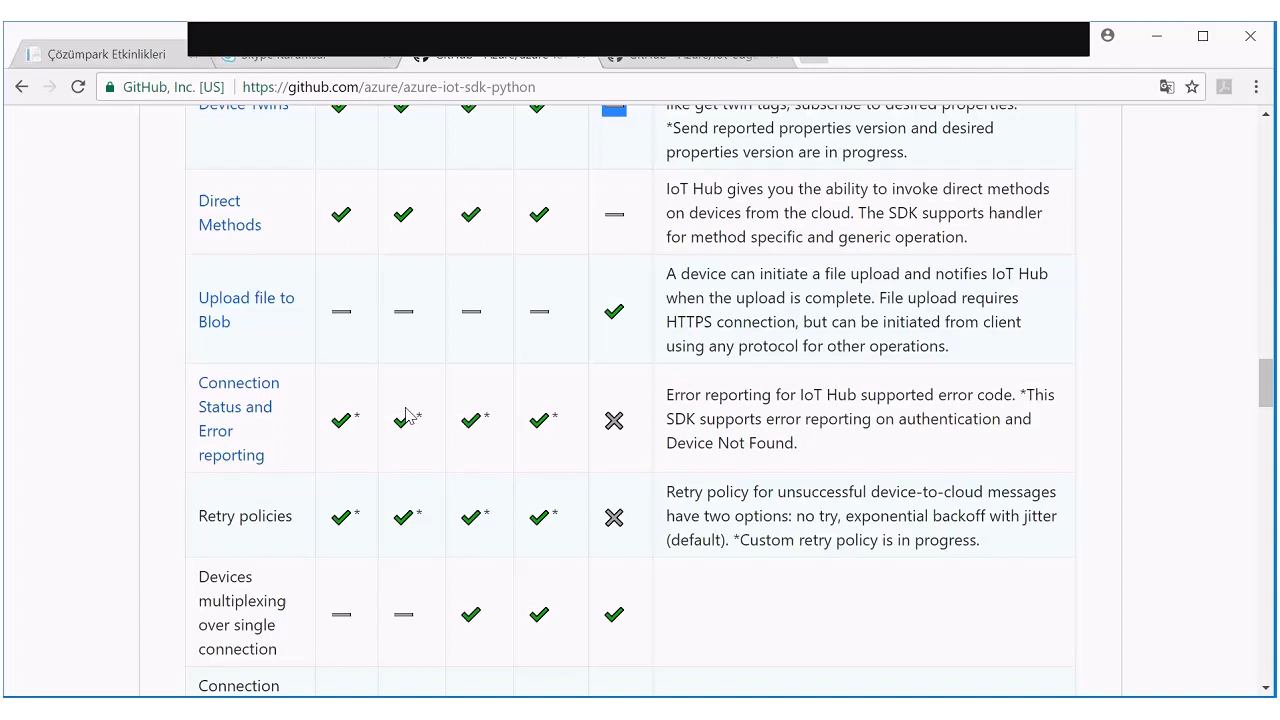 Çözümpark Etkinlikleri
GitHub, Inc. [US]
https://github.com/azure/azure-iot-sdk-python
Device Twins
like get twin tags, subscribe to desired properties.
*Send reported properties version and desired
properties version are in progress.
Direct
Methods
IoT Hub gives you the ability to invoke direct methods
on devices from the cloud. The SDK supports handler
for method specific and generic operation.
Upload file to
Blob
A device can initiate a file upload and notifies IoT Hub
when the upload is complete. File upload requires
HTTPS connection, but can be initiated from client
using any protocol for other operations.
Connection
Status and
Error
reporting
*
*
*
*
Error reporting for IoT Hub supported error code. *This
SDK supports error reporting on authentication and
Device Not Found.
Retry policies
*
*
*
*
Retry policy for unsuccessful device-to-cloud messages
have two options: no try, exponential backoff with jitter
(default). *Custom retry policy is in progress.
Devices
multiplexing
over single
connection
Connection